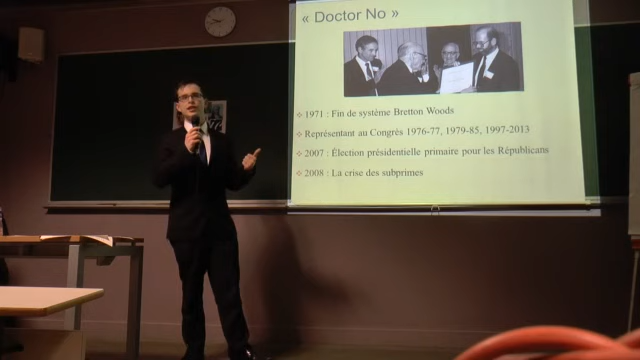 « Doctor No »
1971 : Fin de système Bretton Woods
Représentant au Congrès 1976-77, 1979-85, 1997-2013
2007 : Élection présidentielle primaire pour les Républicans
2008 : La crise des subprimes